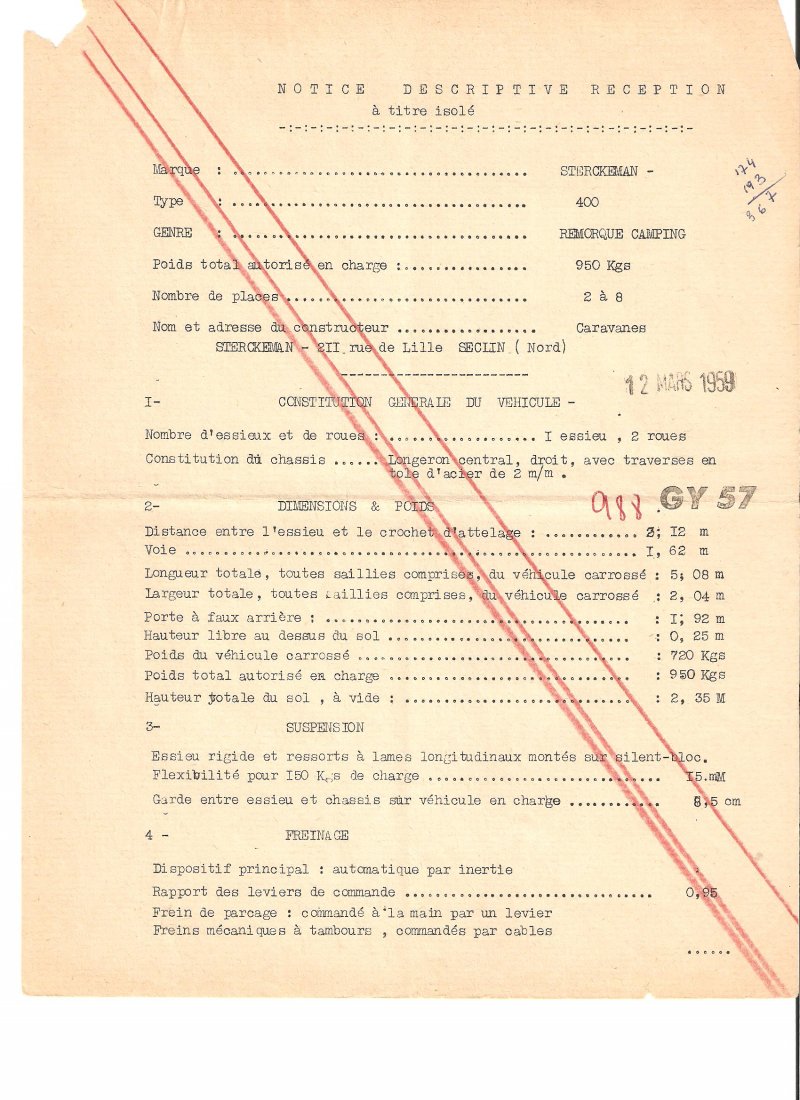 NOTICE DESCRIPTIVE RECEPTION
à titre isolé
-:-:-:-:-:-:-:-:-:-:-:-:-:-:-:-:-:-:-:-:-:-:-:-:-:-
174
193
367
Marque : ..................................... STERCKEMAN -
Type : ..................................... 400
GENRE : ..................................... REMORQUE CAMPING
Poids total autorisé en charge :................ 950 Kgs
Nombre de places.............................. 2 à 8
Nom et adresse du constructeur ................. Caravanes
STERCKEMAN - 2II rue de Lille SECLIN ( Nord)
------------------------
12 MARS 1959
I- CONSTITUTION GENERALE DU VEHICULE -
Nombre d'essieux et de roues : ................... I essieu , 2 roues
Constitution du chassis ...... Longeron central, droit, avec traverses en
tole d'acier de 2 m/m .
988 GY 57
2- DIMENSIONS & POIDS
Distance entre l'essieu et le crochet d'attelage : ............ 3; I2 m
Voie ......................................................... I, 62 m
Longueur totale, toutes saillies comprises, du véhicule carrossé : 5; 08 m
Largeur totale, toutes saillies comprises, du véhicule carrossé : 2, 04 m
Porte à faux arrière : ...................................... : I; 92 m
Hauteur libre au dessus du sol .............................. : 0, 25 m
Poids du véhicule carrossé .................................. : 720 Kgs
Poids total autorisé en charge .............................. : 950 Kgs
Hauteur totale du sol , à vide : ............................ : 2, 35 M
3- SUSPENSION
Essieu rigide et ressorts à lames longitudinaux montés sur silent-bloc.
Flexibilité pour I50 Kgs de charge .............................. I5.mM
Garde entre essieu et chassis sur véhicule en charge ............ 8,5 cm
4 - FREINAGE
Dispositif principal : automatique par inertie
Rapport des leviers de commande ............................... 0,95
Frein de parcage : commandé à la main par un levier
Freins mécaniques à tambours , commandés par cables
......